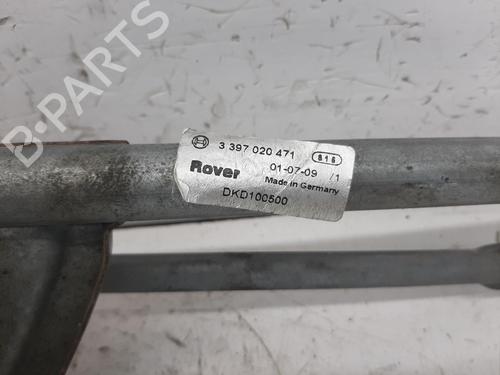 B-PARTS
3 397 020 471 816
Rover 01-07-09 /1
Made in Germany
DKD100500